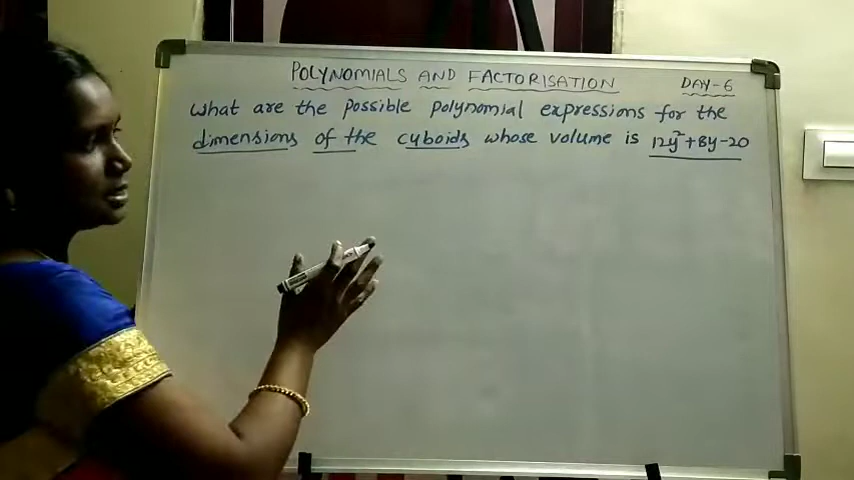 POLYNOMIALS AND FACTORISATION DAY-6
What are the possible polynomial expressions for the
dimensions of the cuboids whose volume is 12y²+8y-20